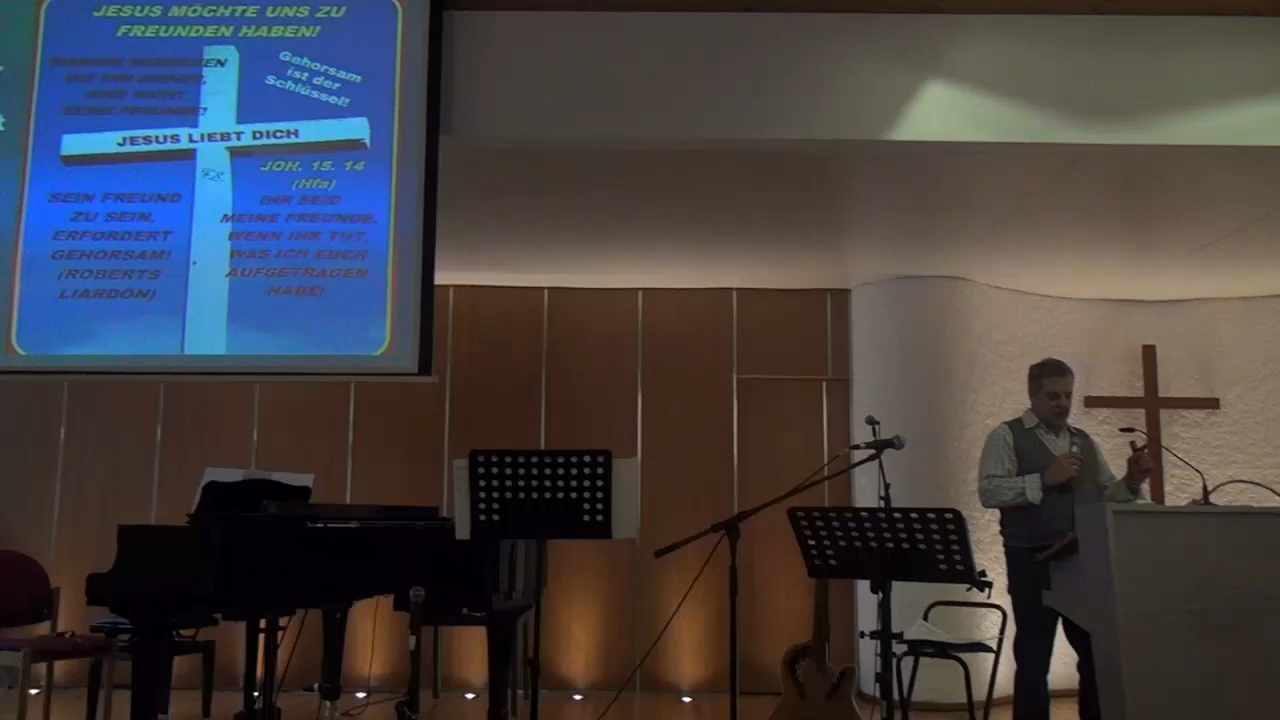 JESUS MÖCHTE UNS ZU
FREUNDEN HABEN!
Gehorsam
ist der
Schlüssel!
JESUS LIEBT DICH
SEIN FREUND
ZU SEIN,
ERFORDERT
GEHORSAM!
(ROBERTS
LIARDON)
JOH. 15. 14
(Hfa)
IHR SEID
MEINE FREUNDE,
WENN IHR TUT,
WAS ICH EUCH
AUFGETRAGEN
HABE!